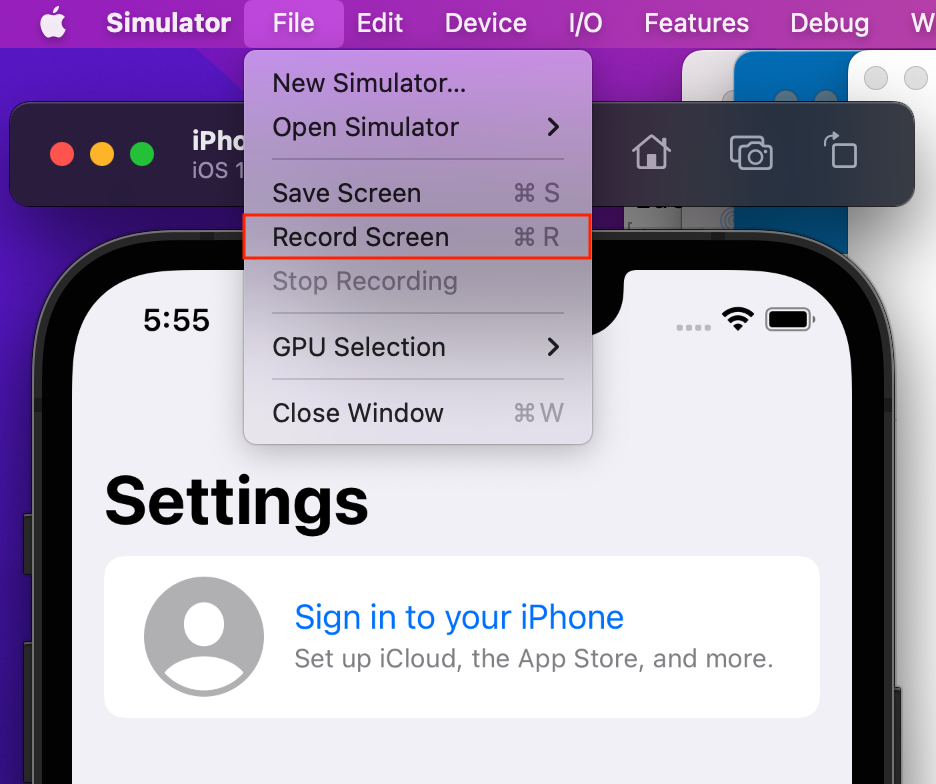 Simulator File Edit Device I/O Features Debug W
New Simulator...
Open Simulator
iPho
iOS 1
Save Screen ⌘ S
Record Screen ⌘ R
Stop Recording
5:55
GPU Selection
Close Window ⌘ W
Settings
Sign in to your iPhone
Set up iCloud, the App Store, and more.